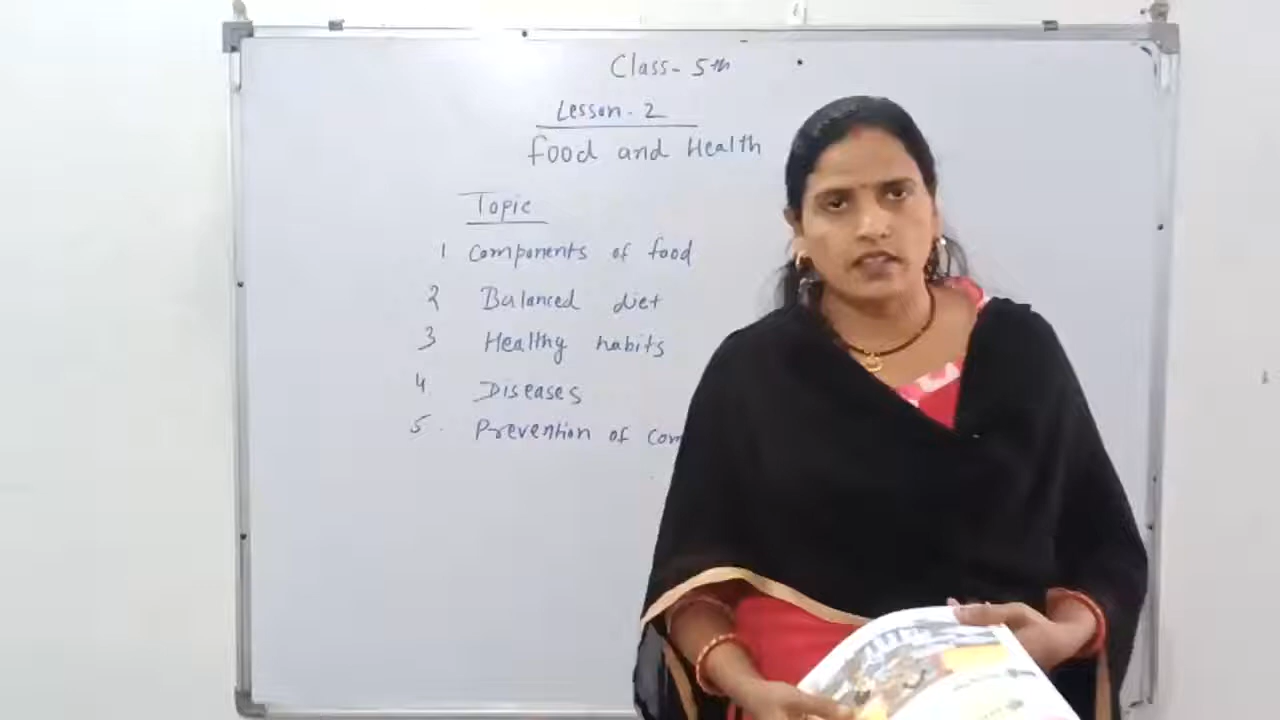 Class- 5th
Lesson-2
food and Health
Topic
1 Components of food
2 Balanced diet
3 Healthy habits
4 Diseases
5. Prevention of com